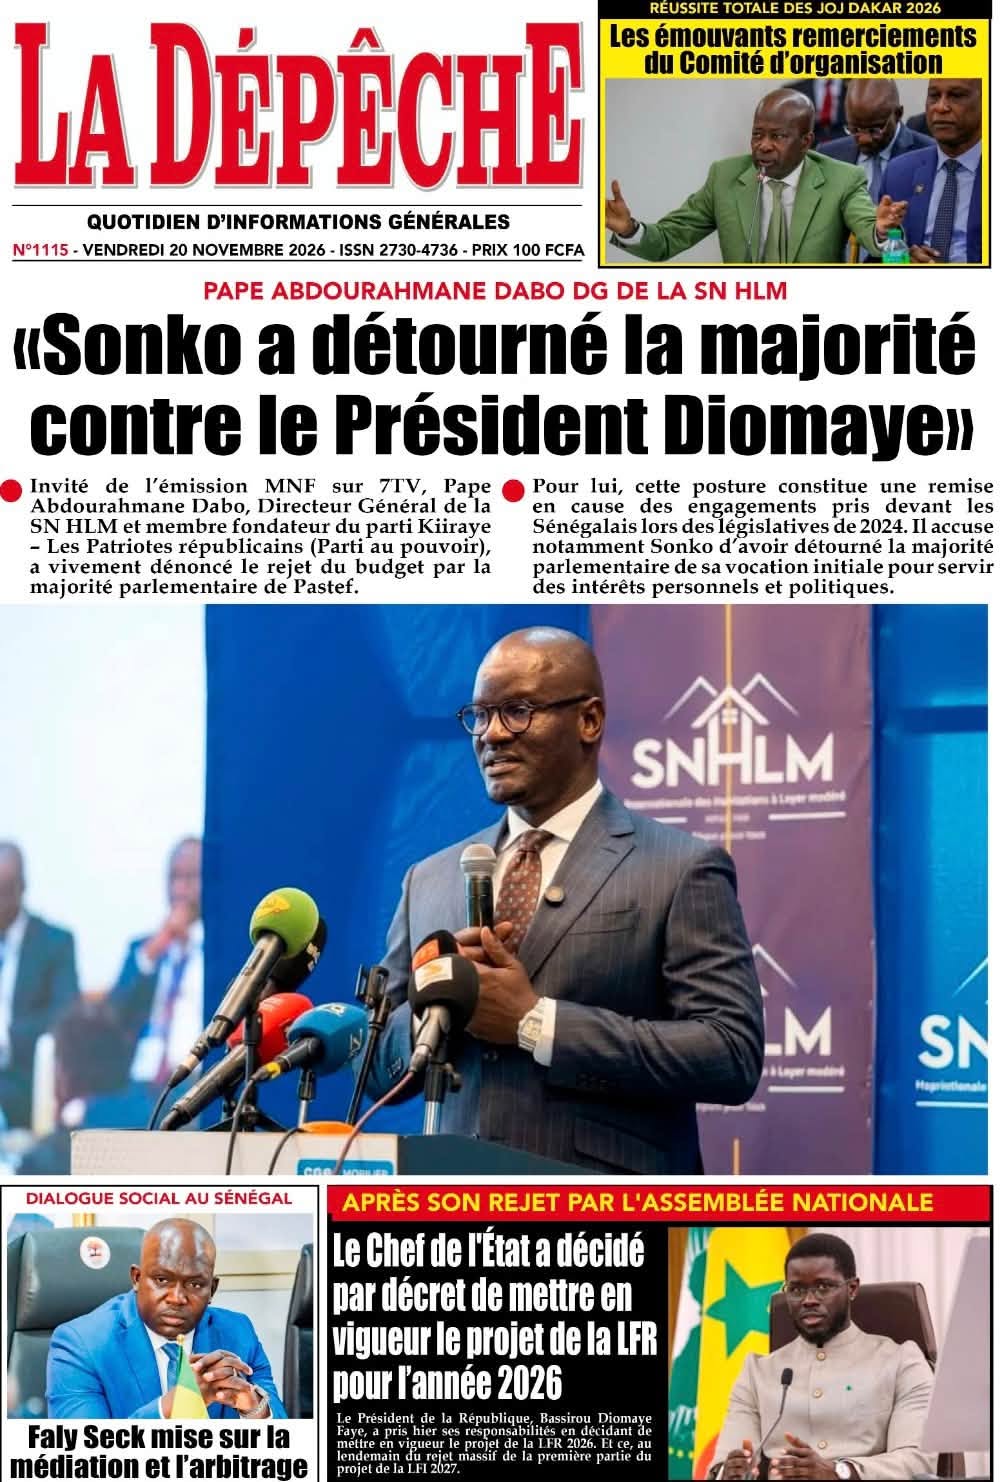 LA DÉPÊCHE
QUOTIDIEN D'INFORMATIONS GÉNÉRALES
N°1115 - VENDREDI 20 NOVEMBRE 2026 - ISSN 2730-4736 - PRIX 100 FCFA
RÉUSSITE TOTALE DES JOJ DAKAR 2026
Les émouvants remerciements
du Comité d'organisation
PAPE ABDOURAHMANE DABO DG DE LA SN HLM
«Sonko a détourné la majorité
contre le Président Diomaye»
Invité de l'émission MNF sur 7TV, Pape
Abdourahmane Dabo, Directeur Général de la
SN HLM et membre fondateur du parti Kiiraye
– Les Patriotes républicains (Parti au pouvoir),
a vivement dénoncé le rejet du budget par la
majorité parlementaire de Pastef.
Pour lui, cette posture constitue une remise
en cause des engagements pris devant les
Sénégalais lors des législatives de 2024. Il accuse
notamment Sonko d'avoir détourné la majorité
parlementaire de sa vocation initiale pour servir
des intérêts personnels et politiques.
SNHLM
LM
SN
MOBILIER
DIALOGUE SOCIAL AU SÉNÉGAL
Faly Seck mise sur la
médiation et l'arbitrage
APRÈS SON REJET PAR L'ASSEMBLÉE NATIONALE
Le Chef de l'État a décidé
par décret de mettre en
vigueur le projet de la LFR
pour l'année 2026
Le Président de la République, Bassirou Diomaye
Faye, a pris hier ses responsabilités en décidant de
mettre en vigueur le projet de la LFR 2026. Et ce, au
lendemain du rejet massif de la première partie du
projet de la LFI 2027.